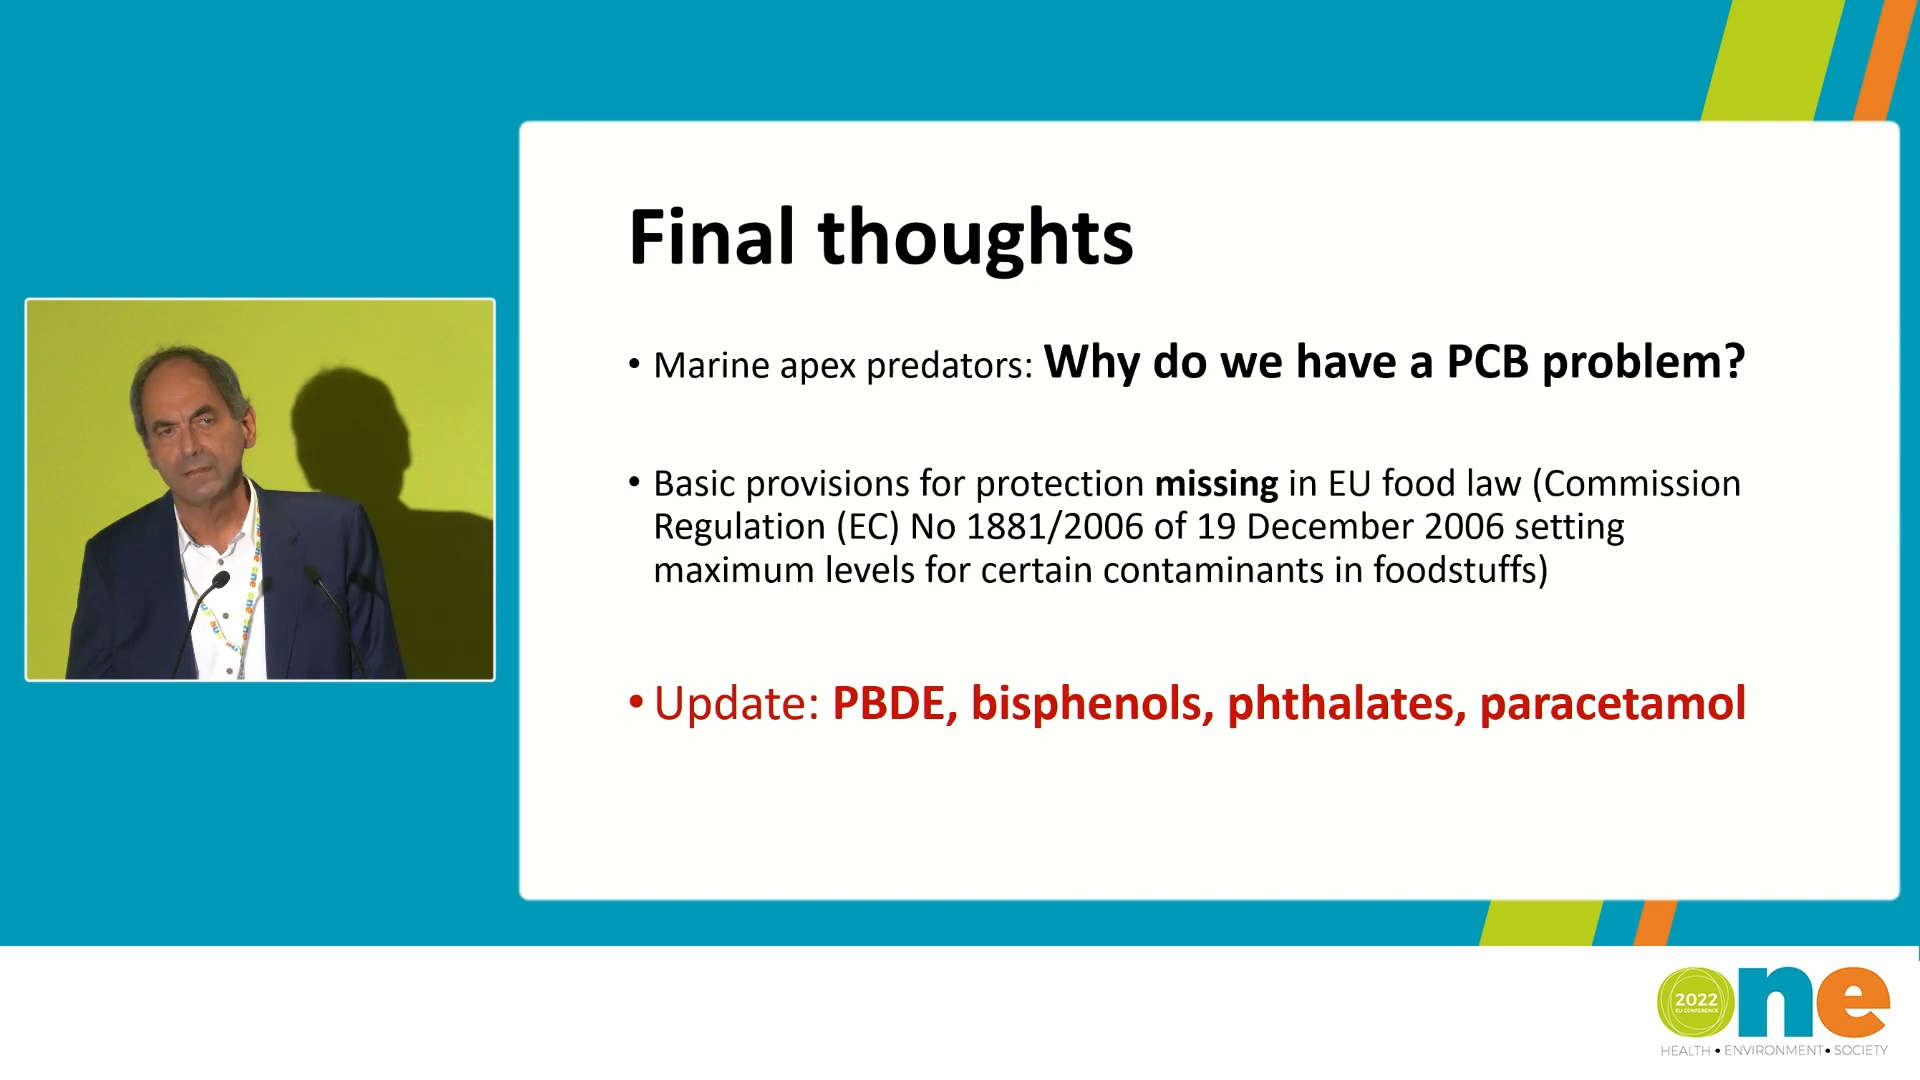 Final thoughts
• Marine apex predators: Why do we have a PCB problem?
• Basic provisions for protection missing in EU food law (Commission
Regulation (EC) No 1881/2006 of 19 December 2006 setting
maximum levels for certain contaminants in foodstuffs)
• Update: PBDE, bisphenols, phthalates, paracetamol
2022
EU CONFERENCE
one
HEALTH • ENVIRONMENT • SOCIETY